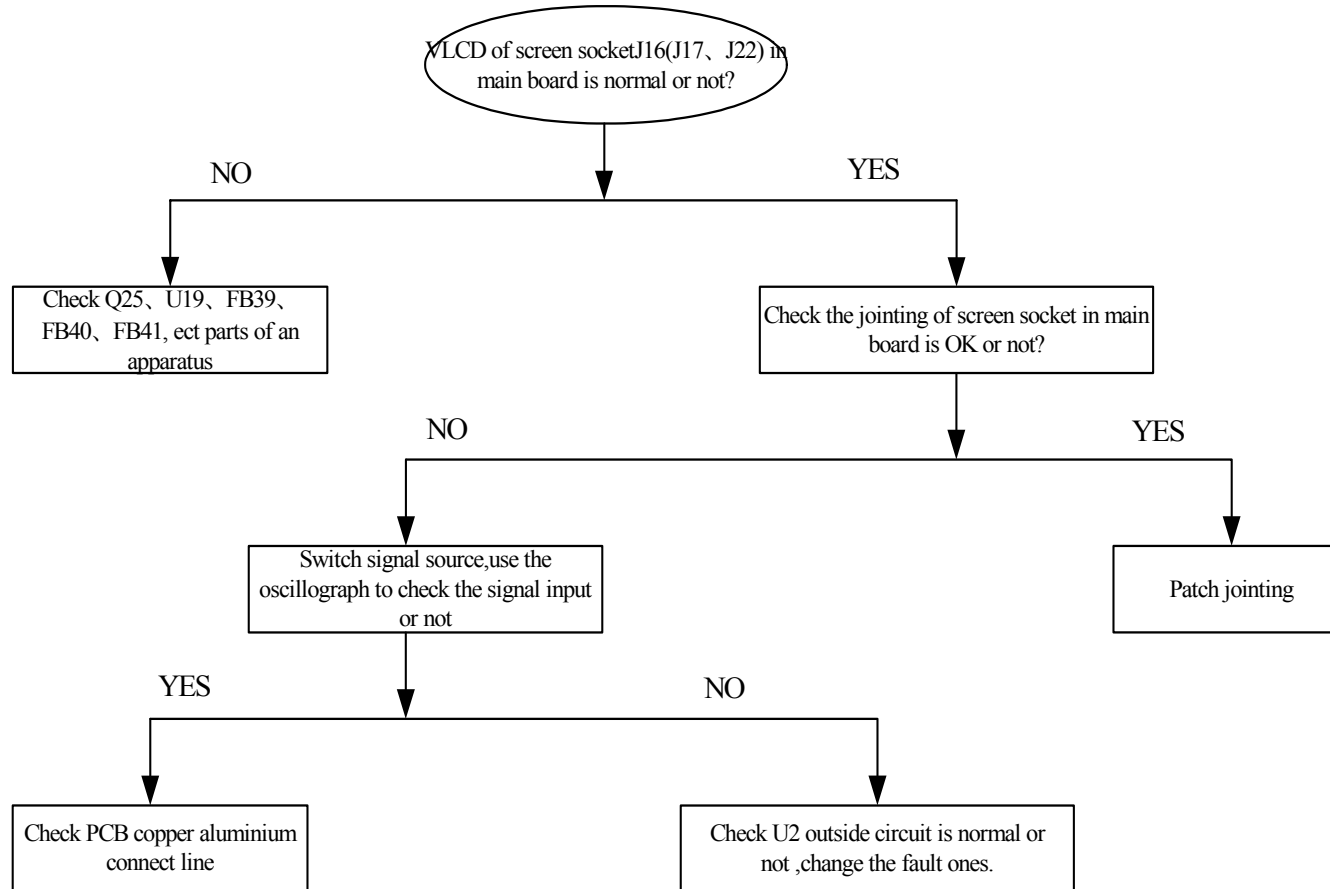 VLCD of screen socketJ16(J17、J22) in
main board is normal or not?
NO
YES
Check Q25、U19、FB39、
FB40、FB41, ect parts of an
apparatus
Check the jointing of screen socket in main
board is OK or not?
NO
YES
Switch signal source,use the
oscillograph to check the signal input
or not
Patch jointing
YES
NO
Check PCB copper aluminium
connect line
Check U2 outside circuit is normal or
not ,change the fault ones.